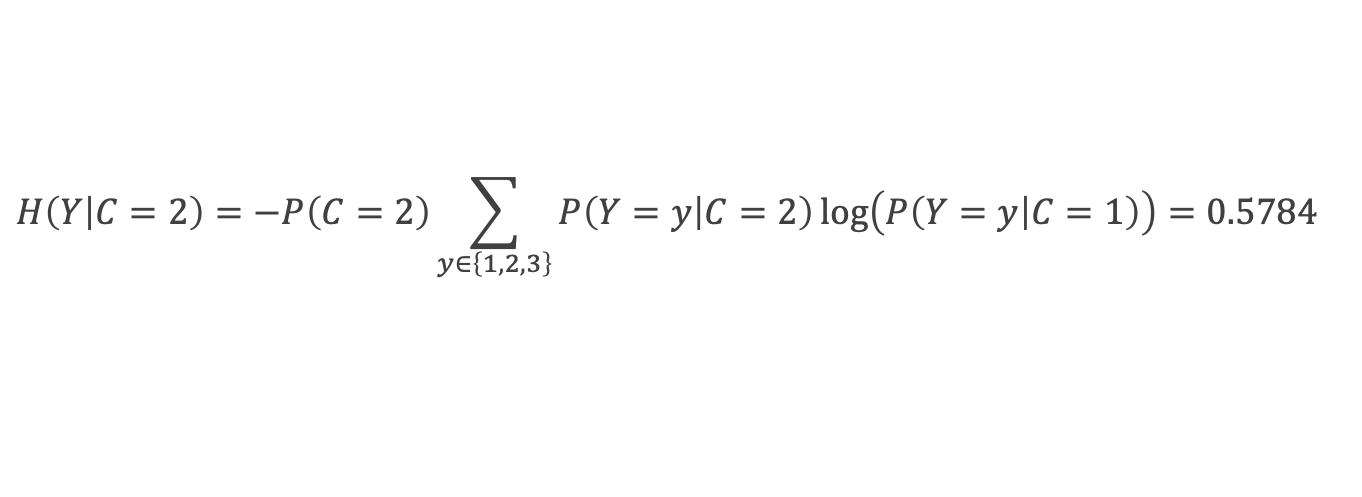 H(Y|C = 2) = −P(C = 2) ∑ P(Y = y|C = 2) log(P(Y = y|C = 1)) = 0.5784
y∈{1,2,3}